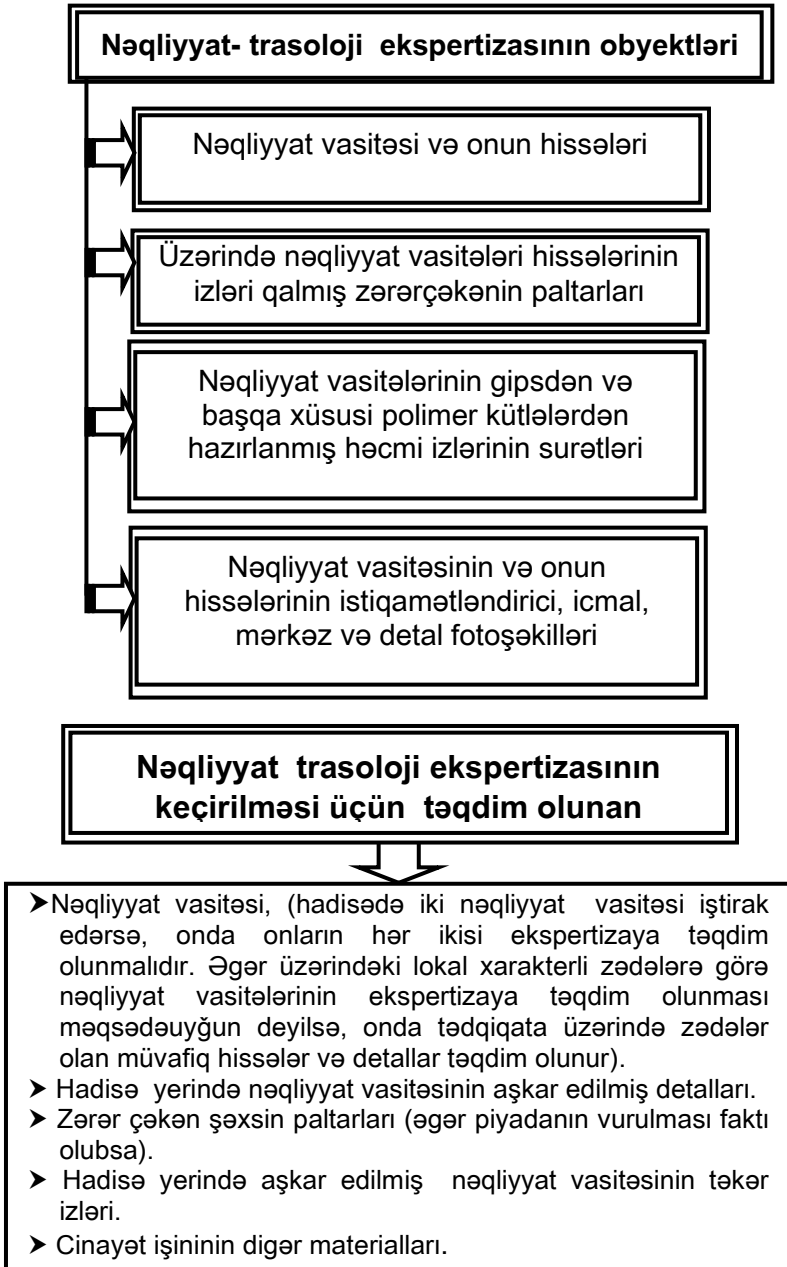 Nəqliyyat- trasoloji ekspertizasının obyektləri
Nəqliyyat vasitəsi və onun hissələri
Üzərində nəqliyyat vasitələri hissələrinin
izləri qalmış zərərçəkənin paltarları
Nəqliyyat vasitələrinin gipsdən və
başqa xüsusi polimer kütlələrdən
hazırlanmış həcmi izlərinin surətləri
Nəqliyyat vasitəsinin və onun
hissələrinin istiqamətləndirici, icmal,
mərkəz və detal fotoşəkilləri
Nəqliyyat trasoloji ekspertizasının
keçirilməsi üçün təqdim olunan
➤Nəqliyyat vasitəsi, (hadisədə iki nəqliyyat vasitəsi iştirak
edərsə, onda onların hər ikisi ekspertizaya təqdim
olunmalıdır. Əgər üzərindəki lokal xarakterli zədələrə görə
nəqliyyat vasitələrinin ekspertizaya təqdim olunması
məqsədəuyğun deyilsə, onda tədqiqata üzərində zədələr
olan müvafiq hissələr və detallar təqdim olunur).
➤ Hadisə yerində nəqliyyat vasitəsinin aşkar edilmiş detalları.
➤ Zərər çəkən şəxsin paltarları (əgər piyadanın vurulması faktı
olubsa).
➤ Hadisə yerində aşkar edilmiş nəqliyyat vasitəsinin təkər
izləri.
➤ Cinayət işininin digər materialları.